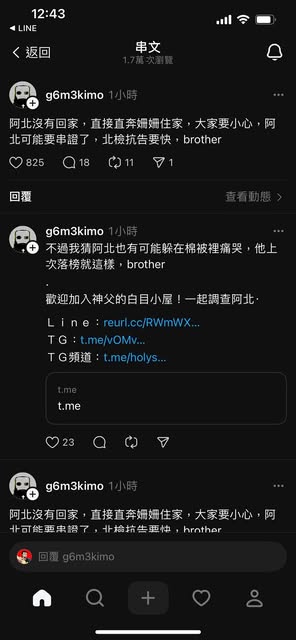 12:43
◀ LINE
返回
串文
1.7萬 次瀏覽
g6m3kimo 1小時
阿北沒有回家，直接直奔姍姍住家，大家要小心，阿
北可能要串證了，北檢抗告要快，brother
825 18 11 1
回覆
查看動態
g6m3kimo 1小時
不過我猜阿北也有可能躲在棉被裡痛哭，他上
次落榜就這樣，brother
.
歡迎加入神父的白目小屋！一起調查阿北·
Ｌｉｎｅ：reurl.cc/RWmWX...
ＴＧ：t.me/vOMv...
ＴＧ頻道：t.me/holys...
t.me
t.me
23
g6m3kimo 1小時
阿北沒有回家，直接直奔姍姍住家，大家要小心，阿
北可能要串證了，北檢抗告要快，brother
回覆 g6m3kimo